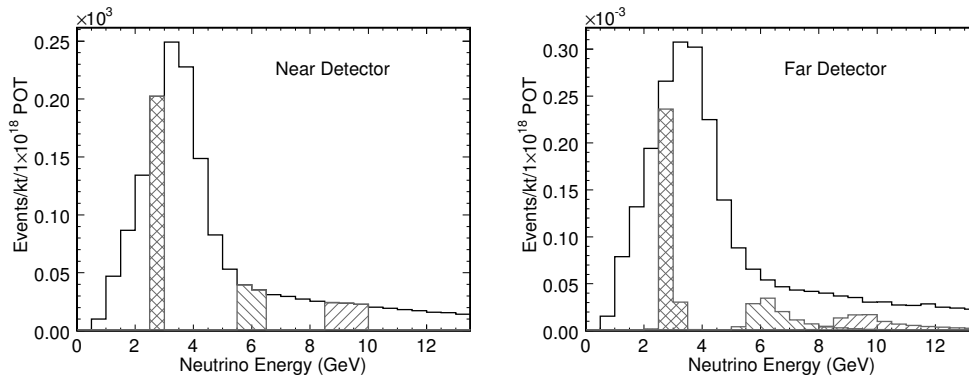 ×10³
Near Detector
Events/kt/1×10¹⁸ POT
0.25
0.20
0.15
0.10
0.05
0.00
0 2 4 6 8 10 12
Neutrino Energy (GeV)
×10⁻³
Far Detector
Events/kt/1×10¹⁸ POT
0.30
0.25
0.20
0.15
0.10
0.05
0.00
0 2 4 6 8 10 12
Neutrino Energy (GeV)